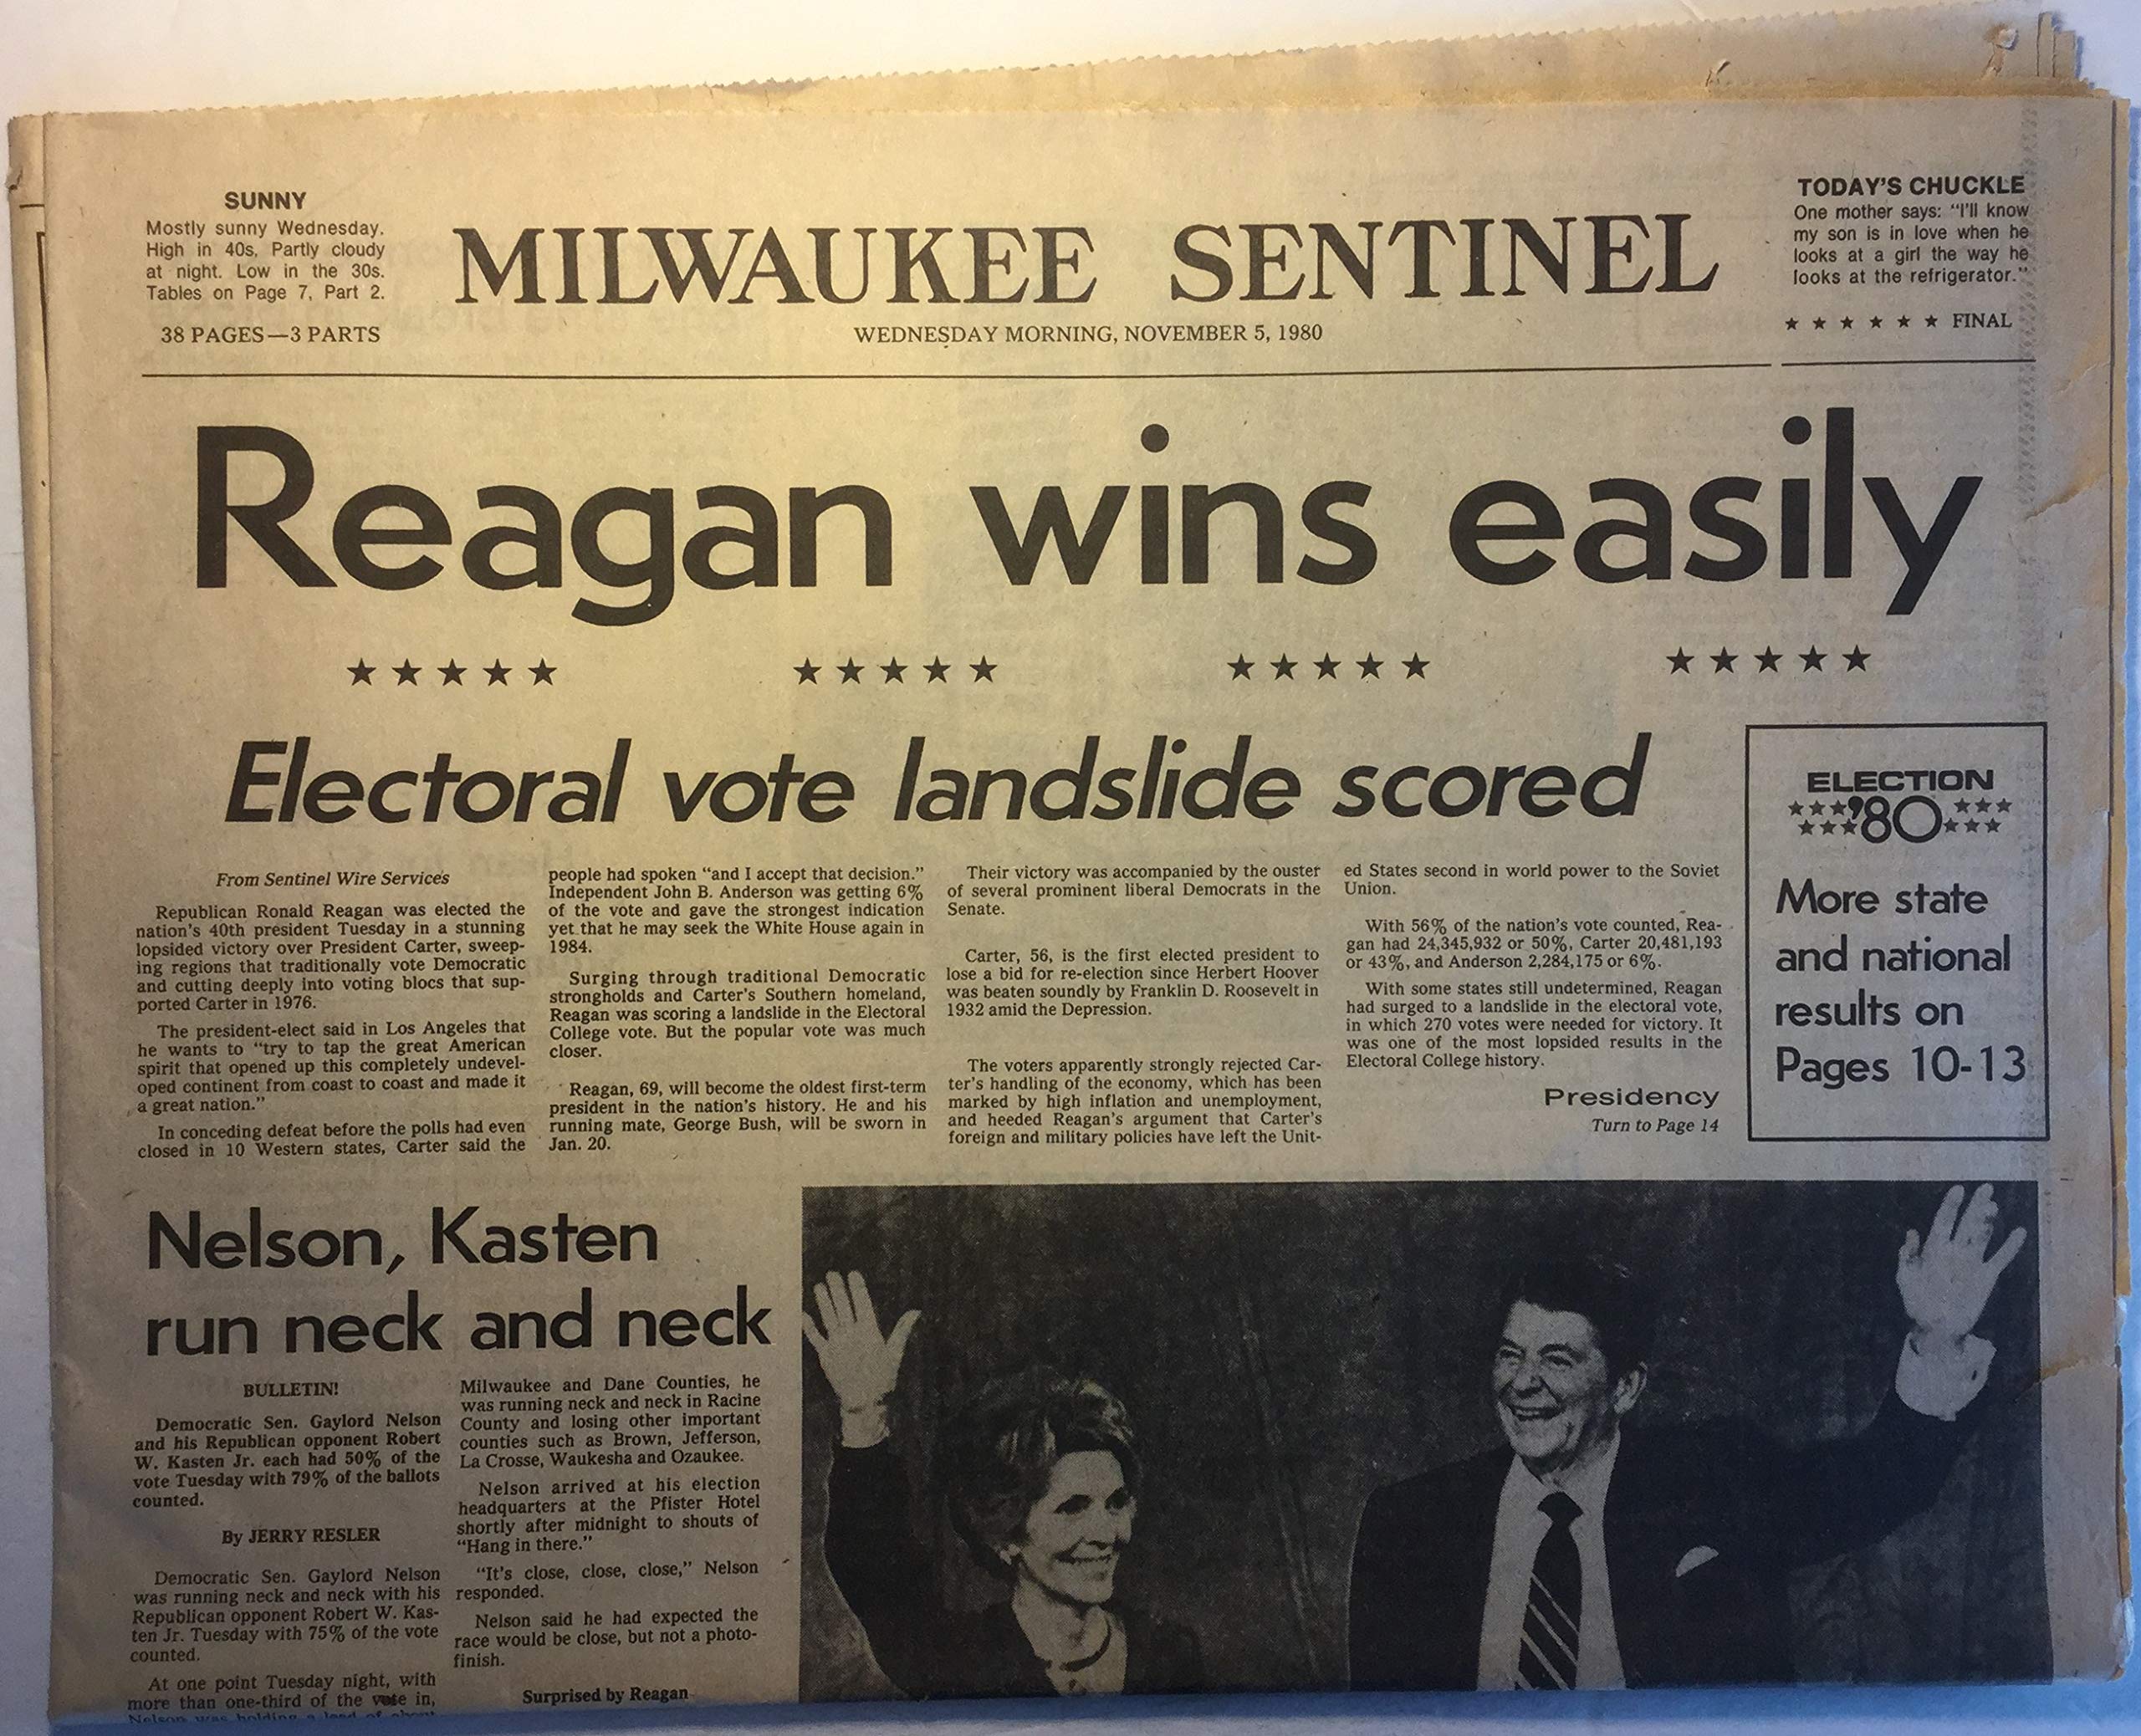 SUNNY
Mostly sunny Wednesday.
High in 40s. Partly cloudy
at night. Low in the 30s.
Tables on Page 7, Part 2.
38 PAGES—3 PARTS
MILWAUKEE SENTINEL
WEDNESDAY MORNING, NOVEMBER 5, 1980
TODAY'S CHUCKLE
One mother says: "I'll know
my son is in love when he
looks at a girl the way he
looks at the refrigerator."
★ ★ ★ ★ ★ ★ FINAL
Reagan wins easily
★★★★★ ★★★★★ ★★★★★ ★★★★★
Electoral vote landslide scored
From Sentinel Wire Services
Republican Ronald Reagan was elected the
nation's 40th president Tuesday in a stunning
lopsided victory over President Carter, sweep-
ing regions that traditionally vote Democratic
and cutting deeply into voting blocs that sup-
ported Carter in 1976.
The president-elect said in Los Angeles that
he wants to "try to tap the great American
spirit that opened up this completely undevel-
oped continent from coast to coast and made it
a great nation."
In conceding defeat before the polls had even
closed in 10 Western states, Carter said the
people had spoken "and I accept that decision."
Independent John B. Anderson was getting 6%
of the vote and gave the strongest indication
yet that he may seek the White House again in
1984.
Surging through traditional Democratic
strongholds and Carter's Southern homeland,
Reagan was scoring a landslide in the Electoral
College vote. But the popular vote was much
closer.
Reagan, 69, will become the oldest first-term
president in the nation's history. He and his
running mate, George Bush, will be sworn in
Jan. 20.
Their victory was accompanied by the ouster
of several prominent liberal Democrats in the
Senate.
Carter, 56, is the first elected president to
lose a bid for re-election since Herbert Hoover
was beaten soundly by Franklin D. Roosevelt in
1932 amid the Depression.
The voters apparently strongly rejected Car-
ter's handling of the economy, which has been
marked by high inflation and unemployment,
and heeded Reagan's argument that Carter's
foreign and military policies have left the Unit-
ed States second in world power to the Soviet
Union.
With 56% of the nation's vote counted, Rea-
gan had 24,345,932 or 50%, Carter 20,481,193
or 43%, and Anderson 2,284,175 or 6%.
With some states still undetermined, Reagan
had surged to a landslide in the electoral vote,
in which 270 votes were needed for victory. It
was one of the most lopsided results in the
Electoral College history.
Presidency
Turn to Page 14
ELECTION
'80
More state
and national
results on
Pages 10-13
Nelson, Kasten
run neck and neck
BULLETIN!
Democratic Sen. Gaylord Nelson
and his Republican opponent Robert
W. Kasten Jr. each had 50% of the
vote Tuesday with 79% of the ballots
counted.
By JERRY RESLER
Democratic Sen. Gaylord Nelson
was running neck and neck with his
Republican opponent Robert W. Kas-
ten Jr. Tuesday with 75% of the vote
counted.
At one point Tuesday night, with
more than one-third of the vote in,
Nelson was holding a lead of about
Milwaukee and Dane Counties, he
was running neck and neck in Racine
County and losing other important
counties such as Brown, Jefferson,
La Crosse, Waukesha and Ozaukee.
Nelson arrived at his election
headquarters at the Pfister Hotel
shortly after midnight to shouts of
"Hang in there."
"It's close, close, close," Nelson
responded.
Nelson said he had expected the
race would be close, but not a photo-
finish.
Surprised by Reagan